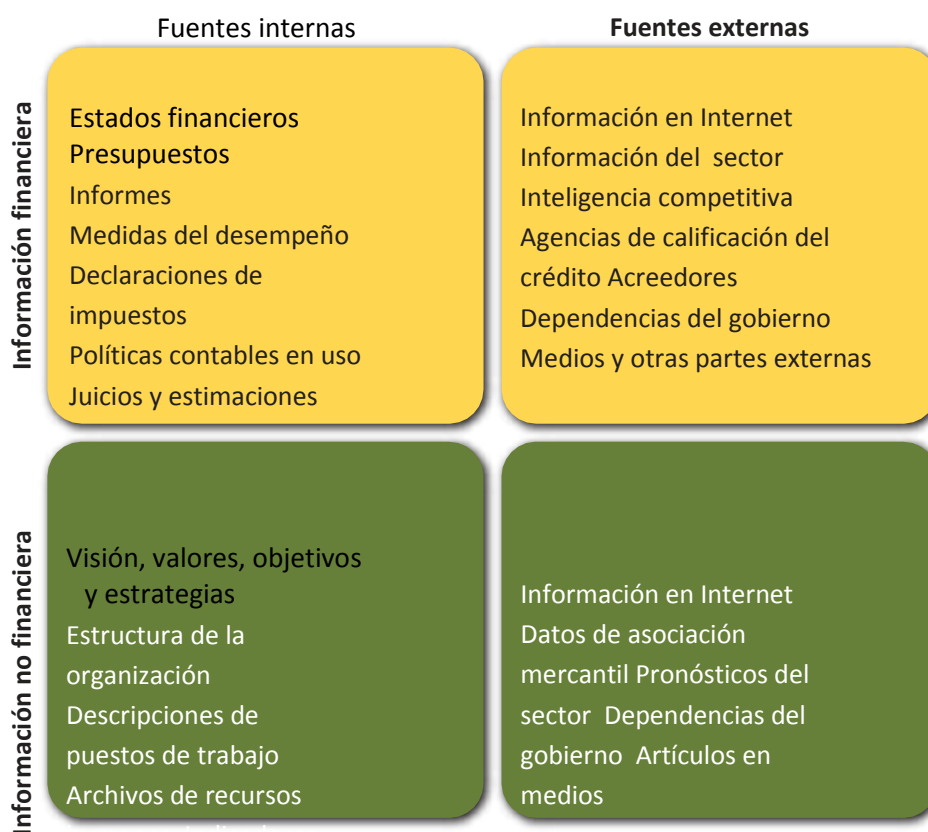 Fuentes internas
Fuentes externas
Información financiera
Estados financieros
Presupuestos
Informes
Medidas del desempeño
Declaraciones de
impuestos
Políticas contables en uso
Juicios y estimaciones
Información en Internet
Información del sector
Inteligencia competitiva
Agencias de calificación del
crédito Acreedores
Dependencias del gobierno
Medios y otras partes externas
Información no financiera
Visión, valores, objetivos
y estrategias
Estructura de la
organización
Descripciones de
puestos de trabajo
Archivos de recursos
Información en Internet
Datos de asociación
mercantil Pronósticos del
sector Dependencias del
gobierno Artículos en
medios